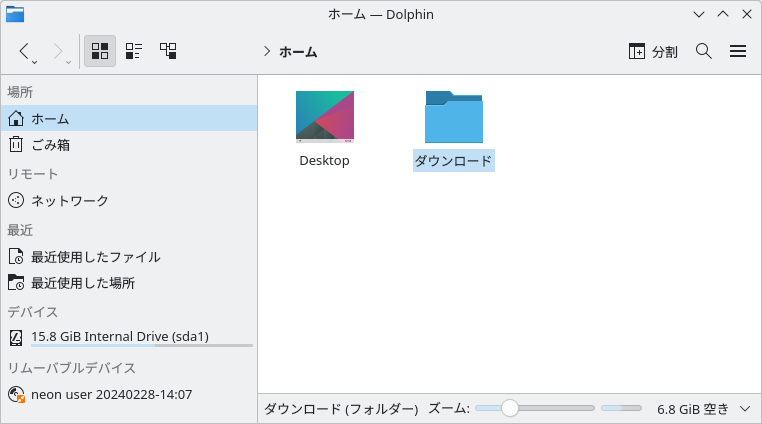 ホーム — Dolphin
ホーム
分割
場所
ホーム
ごみ箱
リモート
ネットワーク
最近
最近使用したファイル
最近使用した場所
デバイス
15.8 GiB Internal Drive (sda1)
リムーバブルデバイス
neon user 20240228-14:07
Desktop
ダウンロード
ダウンロード (フォルダー)
ズーム:
6.8 GiB 空き